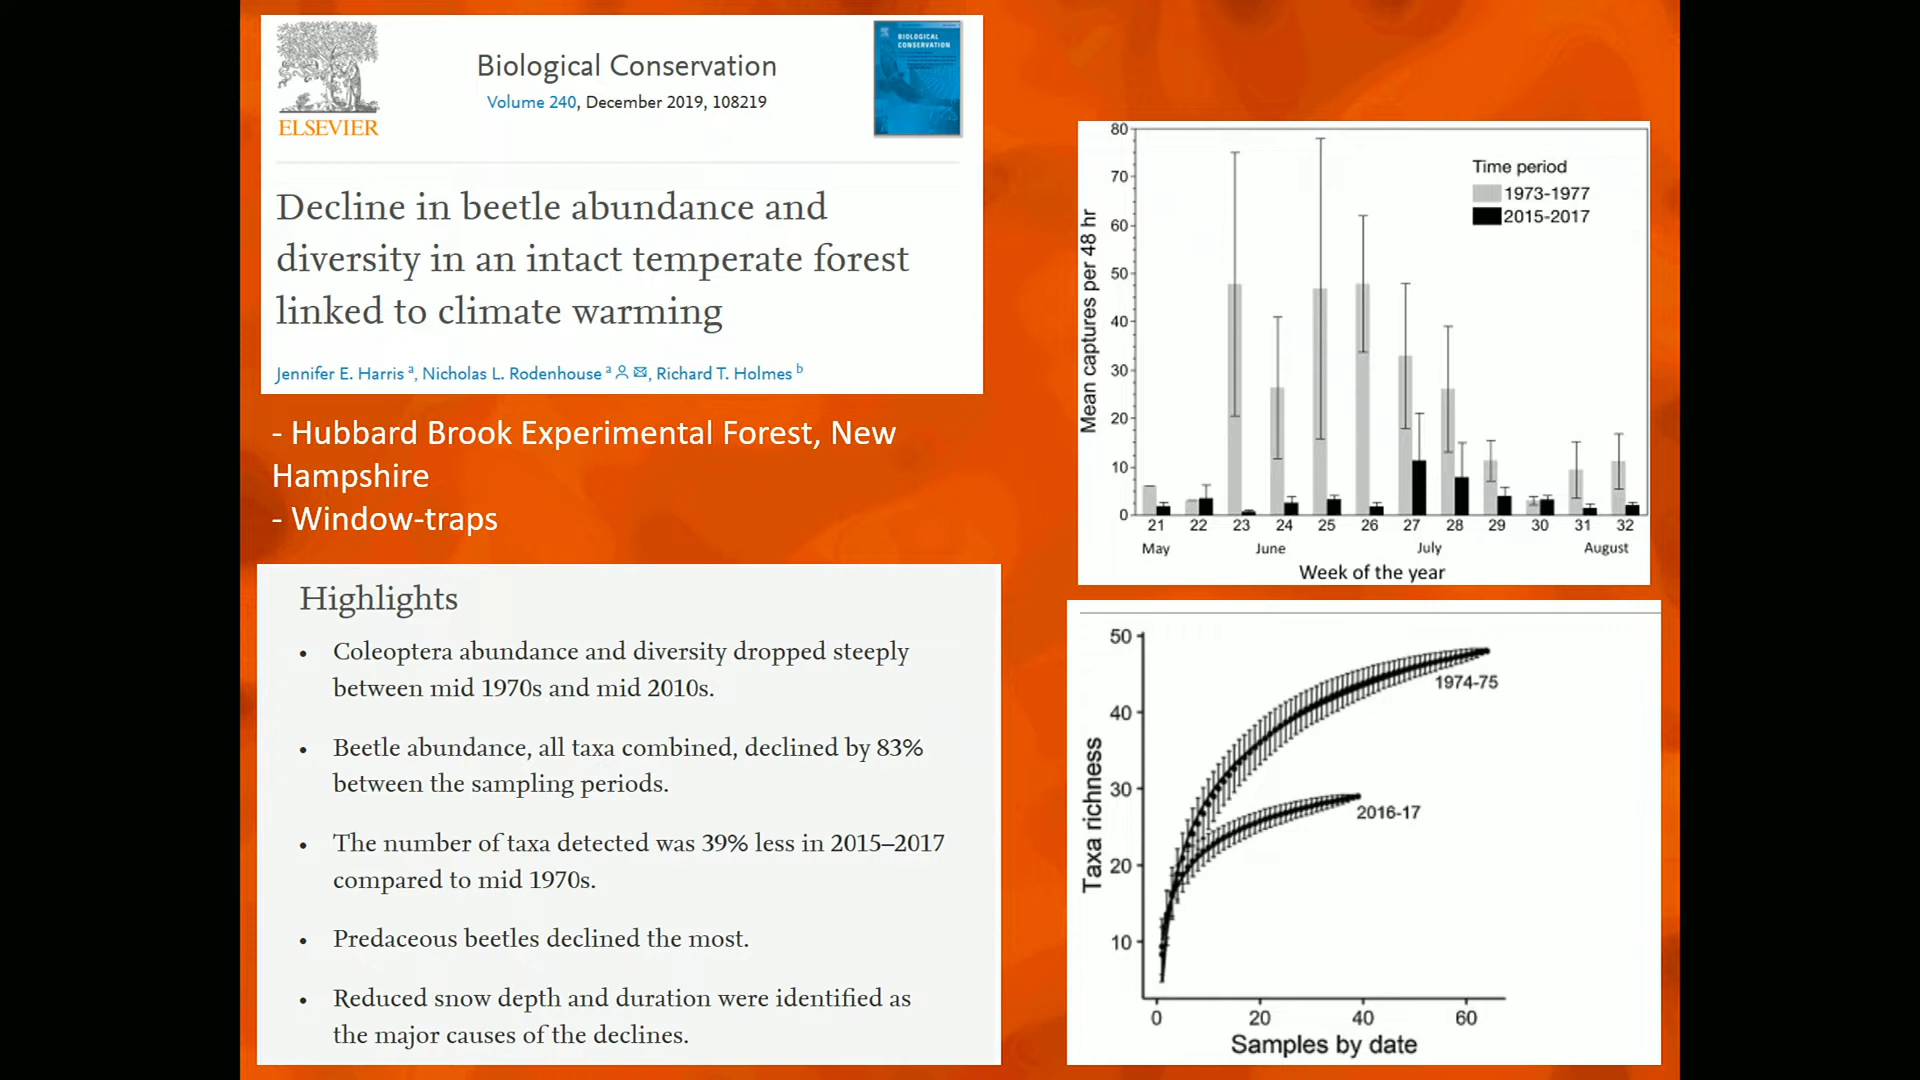 ELSEVIER
Biological Conservation
Volume 240, December 2019, 108219
BIOLOGICAL
CONSERVATION
Decline in beetle abundance and
diversity in an intact temperate forest
linked to climate warming
Jennifer E. Harris a, Nicholas L. Rodenhouse a, Richard T. Holmes b
- Hubbard Brook Experimental Forest, New
Hampshire
- Window-traps
Highlights
• Coleoptera abundance and diversity dropped steeply
between mid 1970s and mid 2010s.
• Beetle abundance, all taxa combined, declined by 83%
between the sampling periods.
• The number of taxa detected was 39% less in 2015–2017
compared to mid 1970s.
• Predaceous beetles declined the most.
• Reduced snow depth and duration were identified as
the major causes of the declines.
Mean captures per 48 hr
80
70
60
50
40
30
20
10
0
Time period
1973-1977
2015-2017
21 22 23 24 25 26 27 28 29 30 31 32
May June July August
Week of the year
Taxa richness
50
40
30
20
10
1974-75
2016-17
0 20 40 60
Samples by date